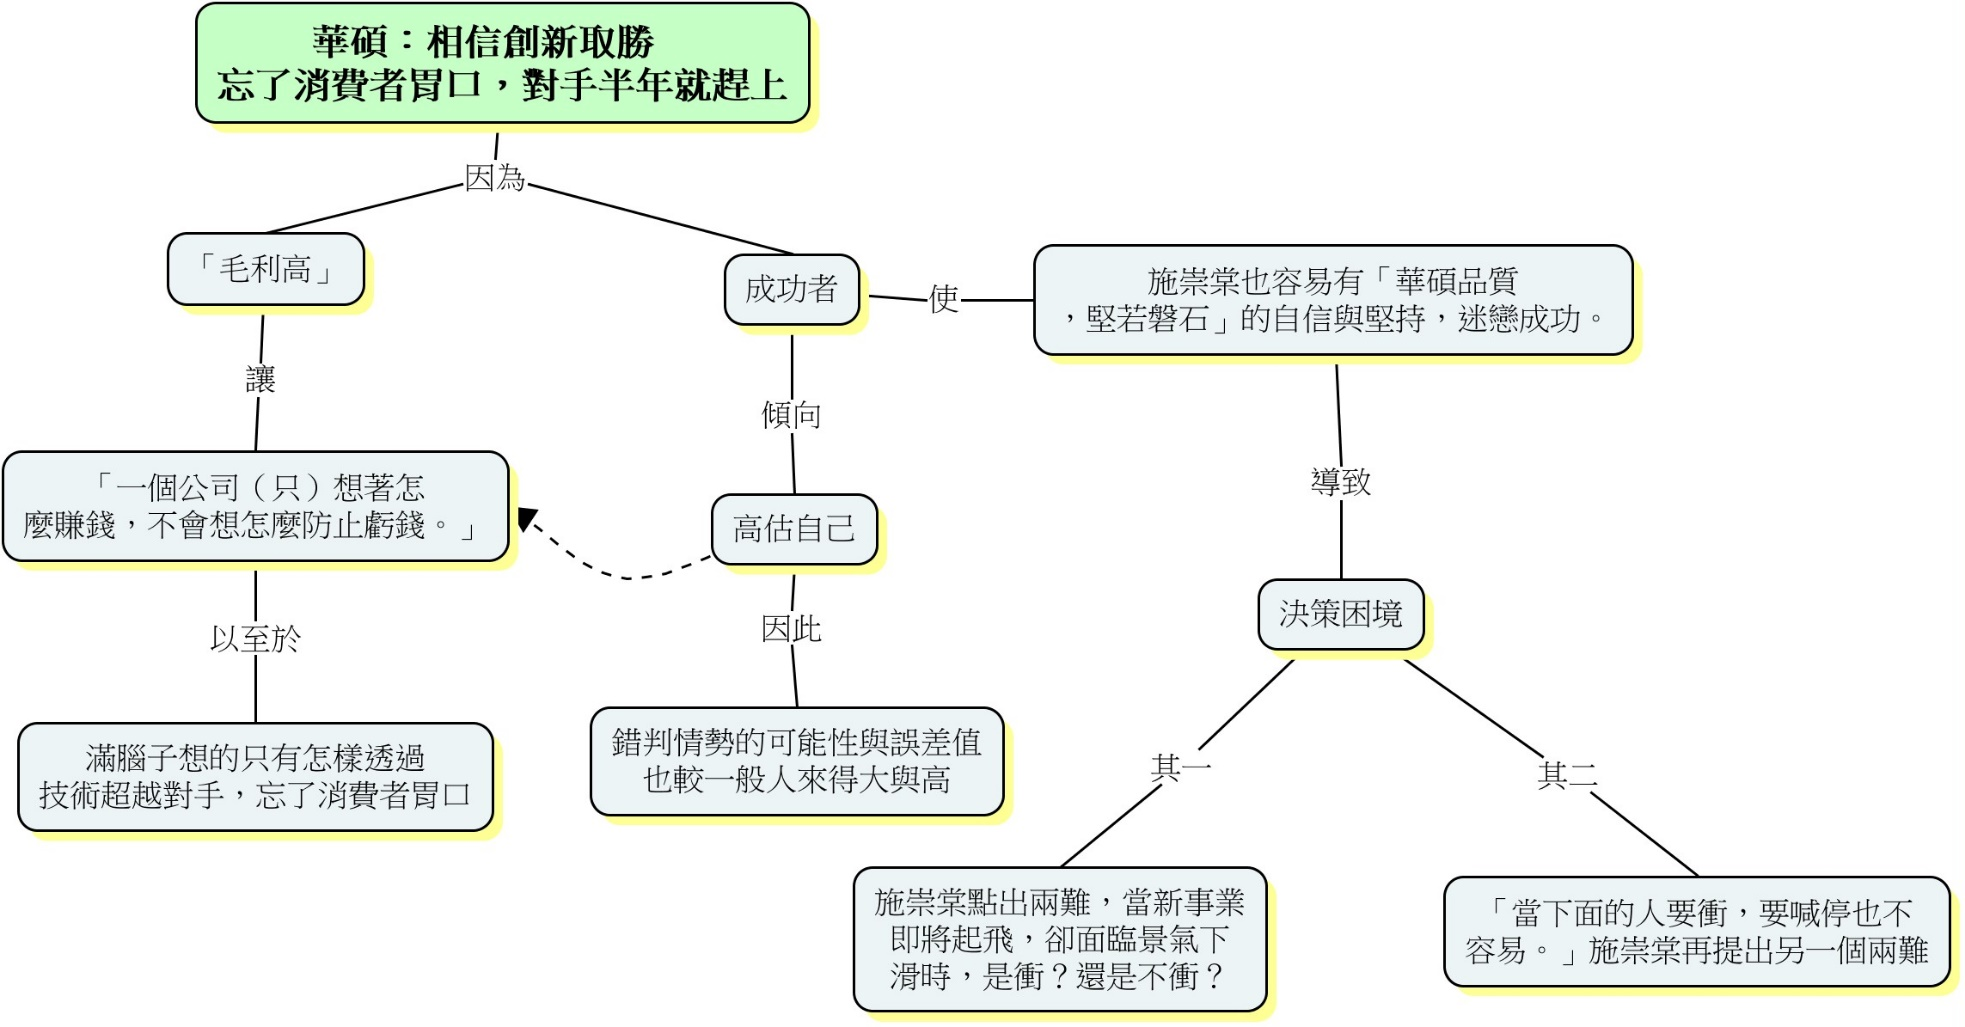 華碩：相信創新取勝
忘了消費者胃口，對手半年就趕上
因為
「毛利高」
成功者
使
施崇棠也容易有「華碩品質
，堅若磐石」的自信與堅持，迷戀成功。
讓
傾向
導致
「一個公司（只）想著怎
麼賺錢，不會想怎麼防止虧錢。」
高估自己
決策困境
以至於
因此
滿腦子想的只有怎樣透過
技術超越對手，忘了消費者胃口
錯判情勢的可能性與誤差值
也較一般人來得大與高
其一
其二
施崇棠點出兩難，當新事業
即將起飛，卻面臨景氣下
滑時，是衝？還是不衝？
「當下面的人要衝，要喊停也不
容易。」施崇棠再提出另一個兩難